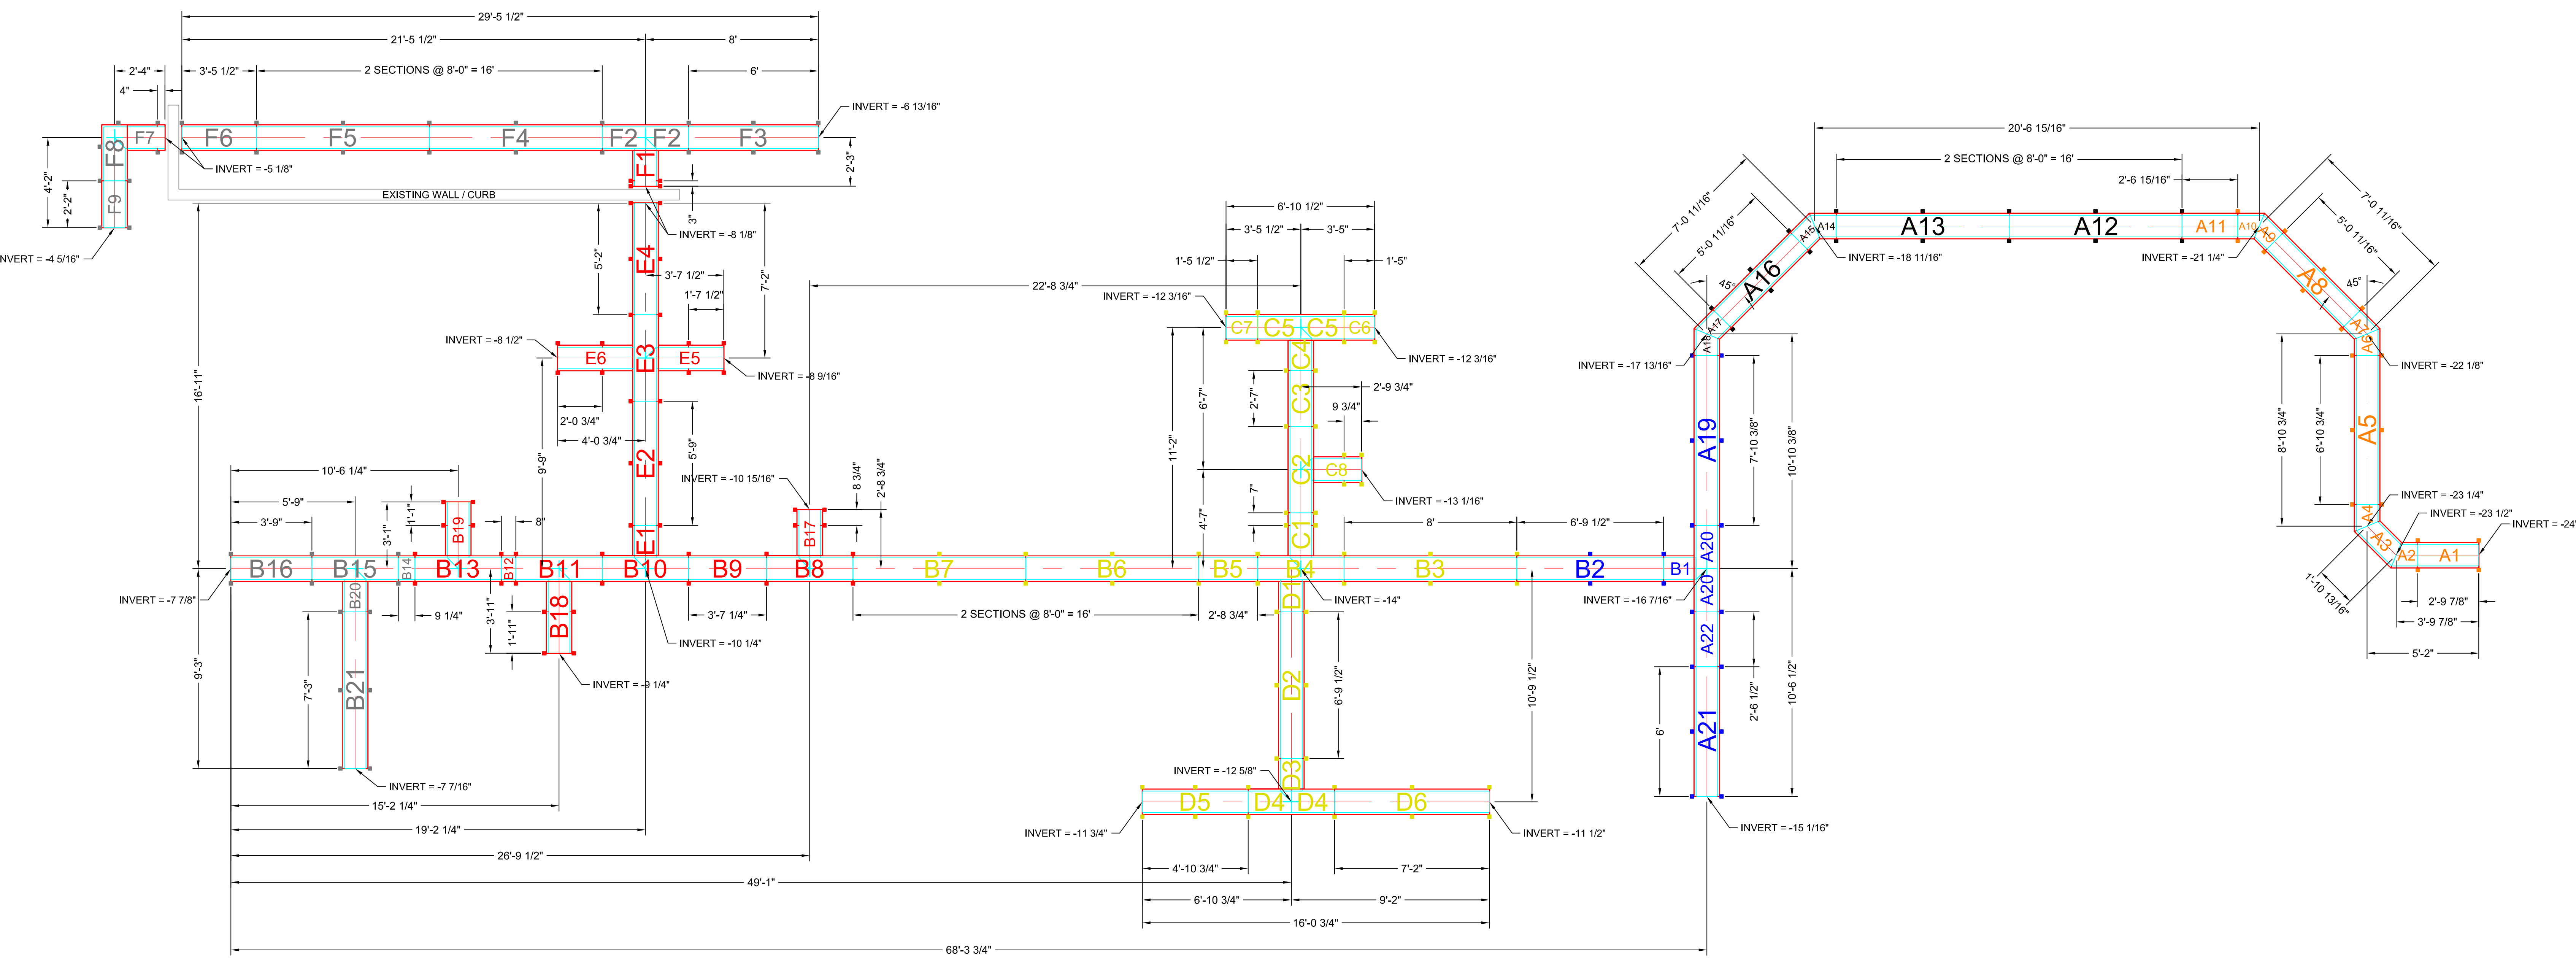 29'-5 1/2"
21'-5 1/2"
8'
2'-4"
3'-5 1/2"
2 SECTIONS @ 8'-0" = 16'
6'
4"
INVERT = -6 13/16"
F8
F7
F6
F5
F4
F2
F2
F3
F1
2'-3"
4'-2"
2'-2"
F9
INVERT = -5 1/8"
EXISTING WALL / CURB
3"
INVERT = -8 1/8"
NVERT = -4 5/16"
16'-11"
5'-2"
E4
3'-7 1/2"
7'-2"
1'-7 1/2"
INVERT = -8 1/2"
E6
E3
E5
INVERT = -8 9/16"
2'-0 3/4"
4'-0 3/4"
9'-9"
E2
5'-9"
E1
10'-6 1/4"
5'-9"
3'-9"
3'-1"
1'-1"
B19
8"
INVERT = -10 15/16"
8 3/4"
2'-8 3/4"
B17
22'-8 3/4"
6'-10 1/2"
3'-5 1/2"
3'-5"
1'-5 1/2"
1'-5"
INVERT = -12 3/16"
C7
C5
C5
C6
INVERT = -12 3/16"
C4
C3
2'-7"
6'-7"
11'-2"
2'-9 3/4"
9 3/4"
C2
C8
INVERT = -13 1/16"
4'-7"
7"
C1
8'
6'-9 1/2"
B16
B15
B14
B13
B12
B11
B10
B9
B8
B7
B6
B5
B4
B3
B2
B1
INVERT = -7 7/8"
B20
9 1/4"
3'-11"
1'-11"
B18
3'-7 1/4"
INVERT = -10 1/4"
INVERT = -9 1/4"
2 SECTIONS @ 8'-0" = 16'
2'-8 3/4"
INVERT = -14"
INVERT = -16 7/16"
9'-3"
7'-3"
B21
INVERT = -7 7/16"
D1
D2
6'-9 1/2"
10'-9 1/2"
D3
INVERT = -12 5/8"
D5
D4
D4
D6
INVERT = -11 3/4"
INVERT = -11 1/2"
4'-10 3/4"
7'-2"
6'-10 3/4"
9'-2"
16'-0 3/4"
15'-2 1/4"
19'-2 1/4"
26'-9 1/2"
49'-1"
68'-3 3/4"
20'-6 15/16"
2 SECTIONS @ 8'-0" = 16'
2'-6 15/16"
7'-0 11/16"
5'-0 11/16"
A15
A14
A13
A12
A11
A10
A9
7'-0 11/16"
5'-0 11/16"
INVERT = -18 11/16"
INVERT = -21 1/4"
45°
A16
A8
45°
A17
A18
A7
A6
INVERT = -17 13/16"
INVERT = -22 1/8"
A19
7'-10 3/8"
10'-10 3/8"
8'-10 3/4"
6'-10 3/4"
A5
INVERT = -23 1/4"
A4
INVERT = -23 1/2"
INVERT = -24"
A3
A2
A1
1'-10 13/16"
2'-9 7/8"
3'-9 7/8"
5'-2"
A20
A20
A22
2'-6 1/2"
10'-6 1/2"
6'
A21
INVERT = -15 1/16"